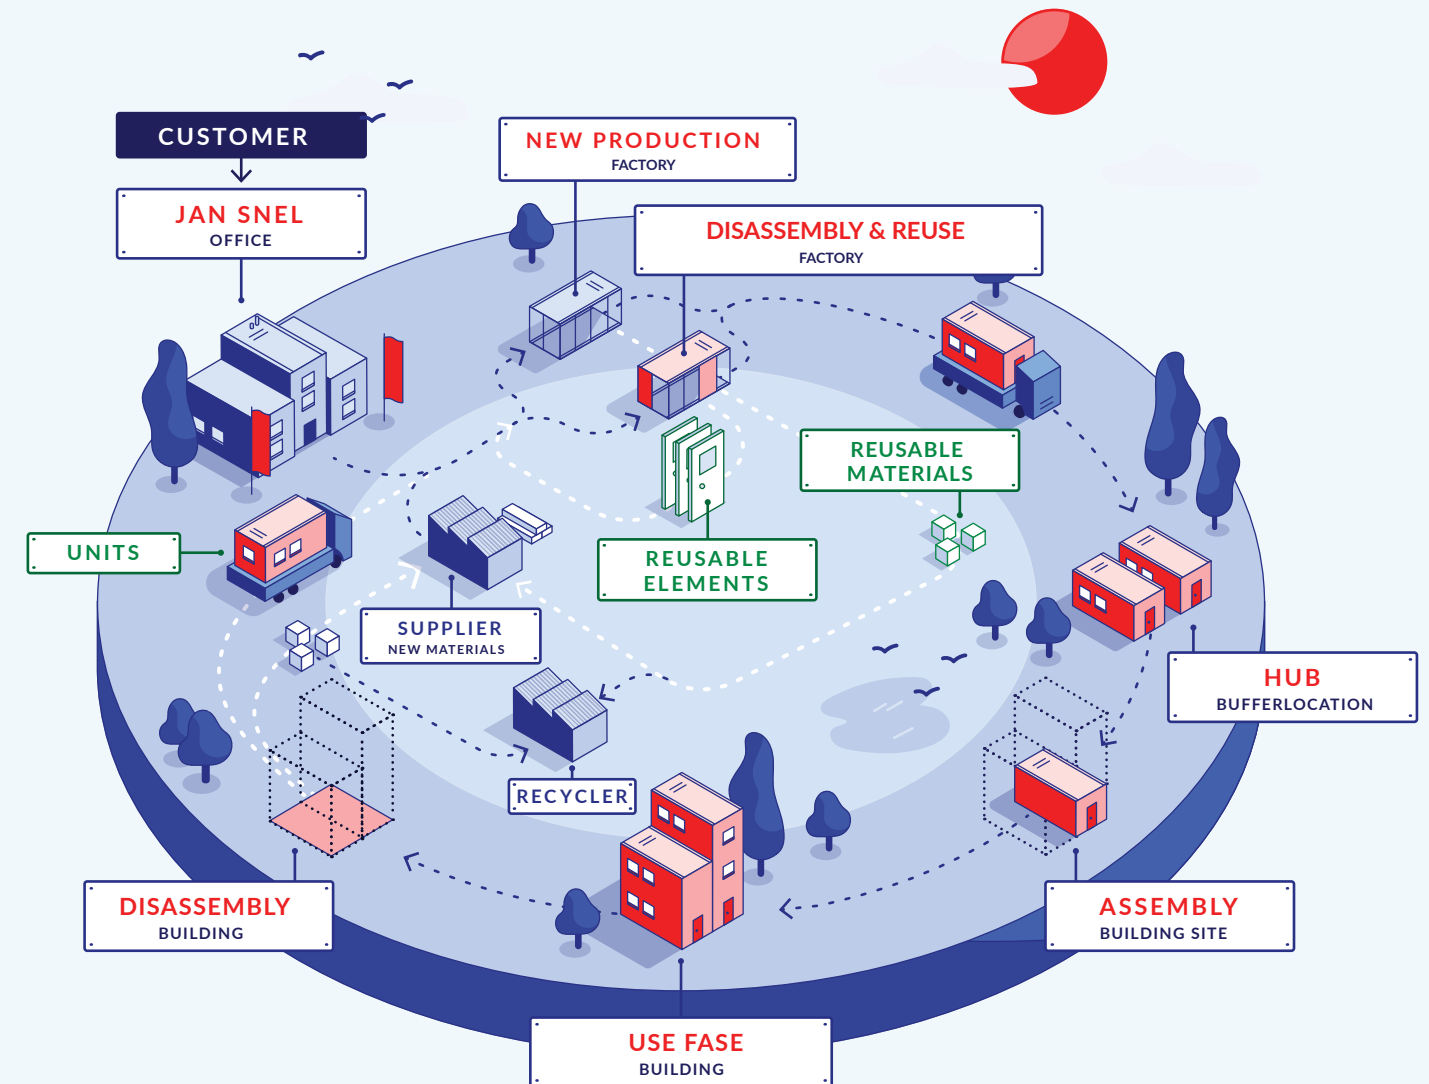 CUSTOMER
JAN SNEL
OFFICE
NEW PRODUCTION
FACTORY
DISASSEMBLY & REUSE
FACTORY
REUSABLE
MATERIALS
UNITS
REUSABLE
ELEMENTS
SUPPLIER
NEW MATERIALS
HUB
BUFFERLOCATION
RECYCLER
DISASSEMBLY
BUILDING
ASSEMBLY
BUILDING SITE
USE FASE
BUILDING